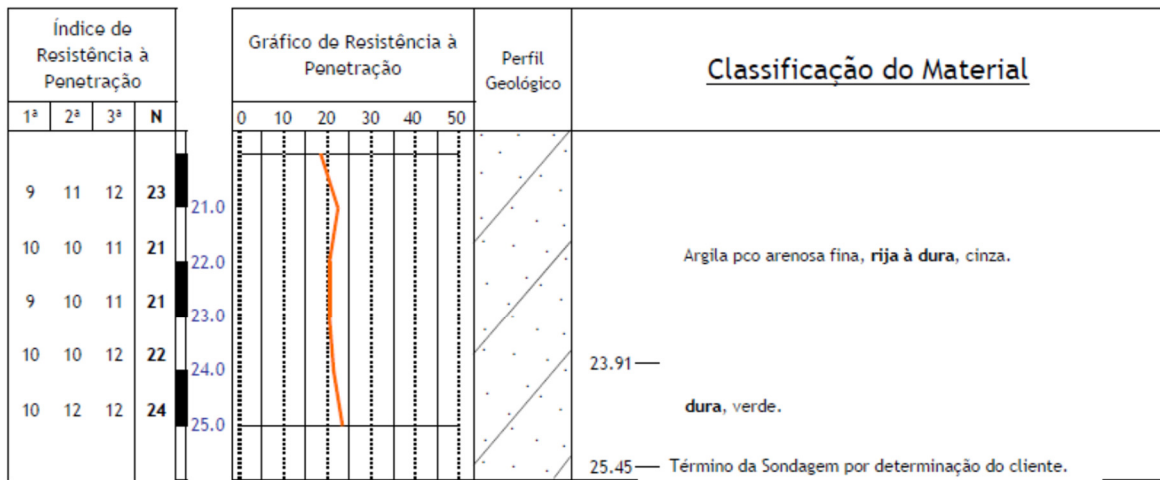 Índice de
Resistência à
Penetração
Gráfico de Resistência à
Penetração
Perfil
Geológico
Classificação do Material
1ª 2ª 3ª N
0 10 20 30 40 50
9 11 12 23
21.0
10 10 11 21
Argila pco arenosa fina, rija à dura, cinza.
22.0
9 10 11 21
23.0
10 10 12 22
23.91
24.0
10 12 12 24
dura, verde.
25.0
25.45 Término da Sondagem por determinação do cliente.